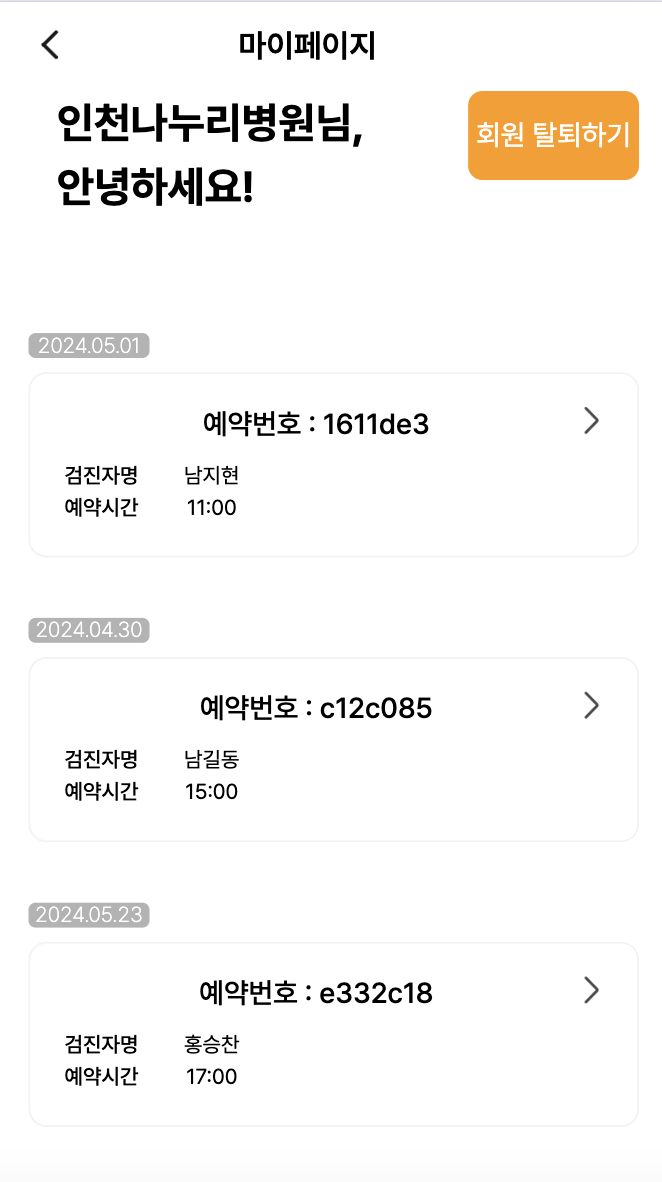 마이페이지
인천나누리병원님,
안녕하세요!
회원 탈퇴하기
2024.05.01
예약번호 : 1611de3
검진자명 남지현
예약시간 11:00
2024.04.30
예약번호 : c12c085
검진자명 남길동
예약시간 15:00
2024.05.23
예약번호 : e332c18
검진자명 홍승찬
예약시간 17:00